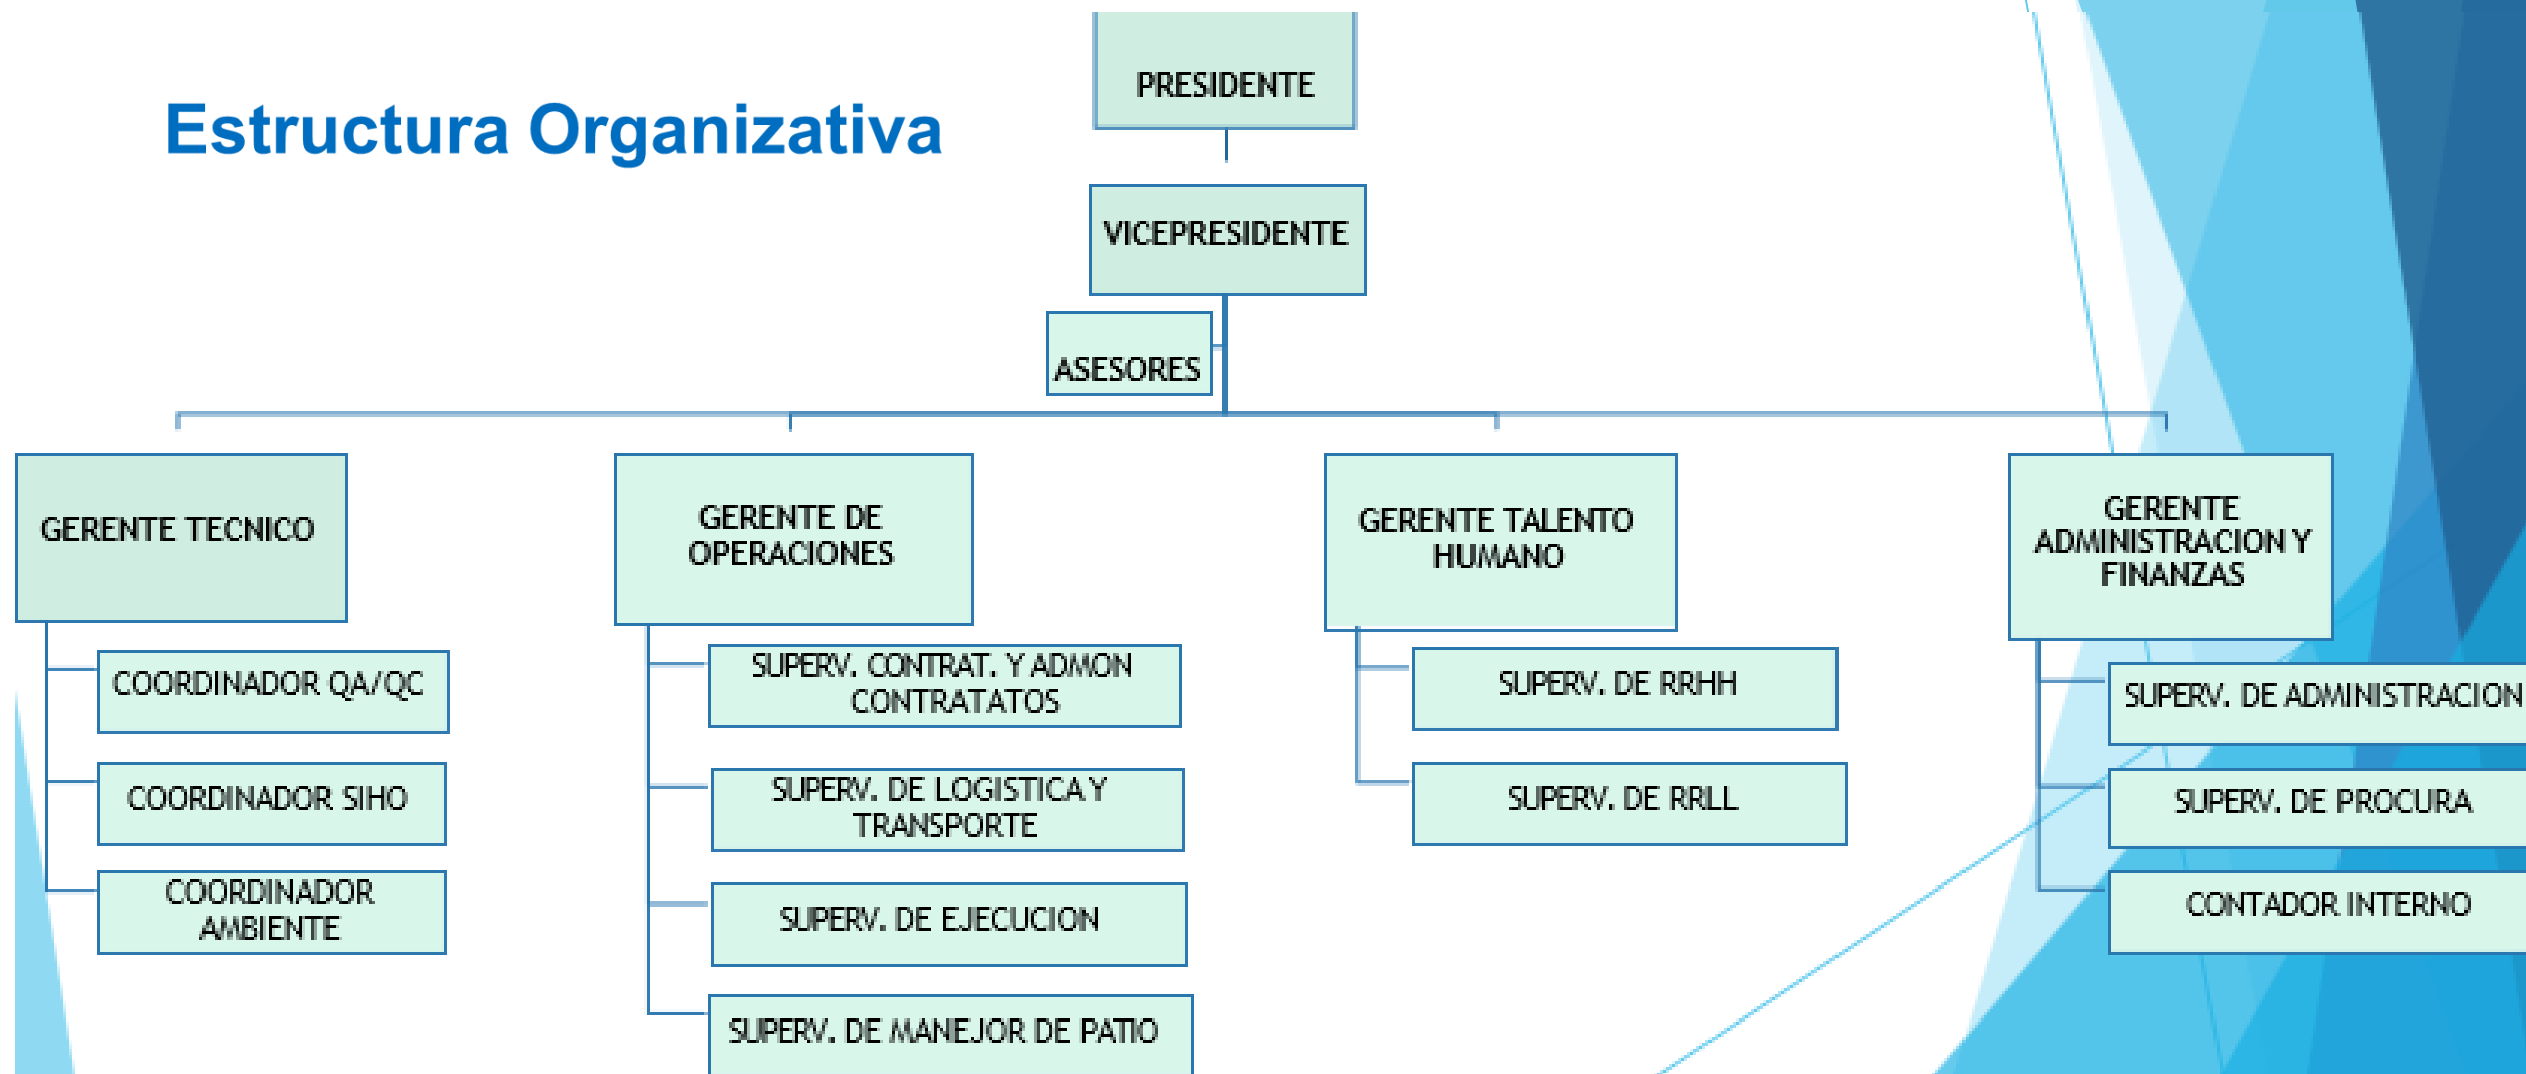 Estructura Organizativa
PRESIDENTE
VICEPRESIDENTE
ASESORES
GERENTE TECNICO
COORDINADOR QA/QC
COORDINADOR SIHO
COORDINADOR
AMBIENTE
GERENTE DE
OPERACIONES
SUPERV. CONTRAT. Y ADMON
CONTRATATOS
SUPERV. DE LOGISTICA Y
TRANSPORTE
SUPERV. DE EJECUCION
SUPERV. DE MANEJOR DE PATIO
GERENTE TALENTO
HUMANO
SUPERV. DE RRHH
SUPERV. DE RRLL
GERENTE
ADMINISTRACION Y
FINANZAS
SUPERV. DE ADMINISTRACION
SUPERV. DE PROCURA
CONTADOR INTERNO